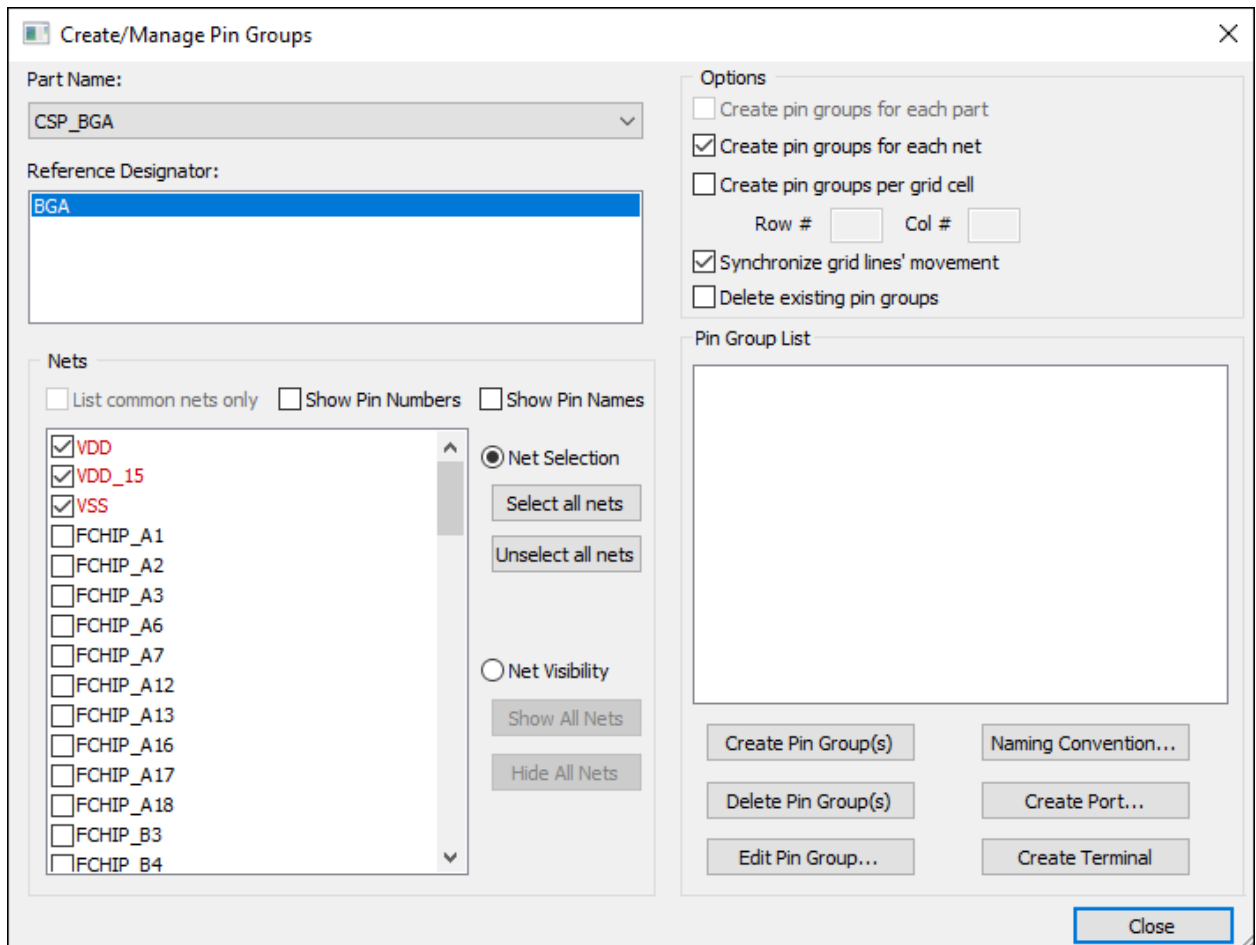 Create/Manage Pin Groups
Part Name:
CSP_BGA
Reference Designator:
BGA
Nets
List common nets only
Show Pin Numbers
Show Pin Names
VDD
VDD_15
VSS
FCHIP_A1
FCHIP_A2
FCHIP_A3
FCHIP_A6
FCHIP_A7
FCHIP_A12
FCHIP_A13
FCHIP_A16
FCHIP_A17
FCHIP_A18
FCHIP_B3
FCHIP_B4
Net Selection
Select all nets
Unselect all nets
Net Visibility
Show All Nets
Hide All Nets
Options
Create pin groups for each part
Create pin groups for each net
Create pin groups per grid cell
Row # Col #
Synchronize grid lines' movement
Delete existing pin groups
Pin Group List
Create Pin Group(s)
Naming Convention...
Delete Pin Group(s)
Create Port...
Edit Pin Group...
Create Terminal
Close